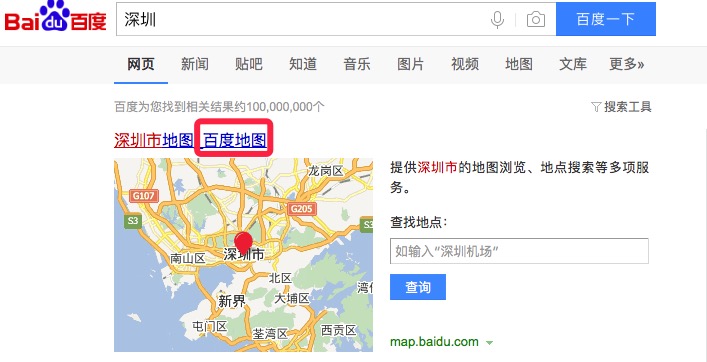 Baidu百度 深圳 百度一下
网页 新闻 贴吧 知道 音乐 图片 视频 地图 文库 更多»
百度为您找到相关结果约100,000,000个 搜索工具
深圳市地图_百度地图
龙岗区
G107
G205
S3
S3
南山区
深圳市
北区
新界
大埔区
屯门区
荃湾区
西贡区
提供深圳市的地图浏览、地点搜索等多项服
务。
查找地点:
如输入"深圳机场"
查询
map.baidu.com